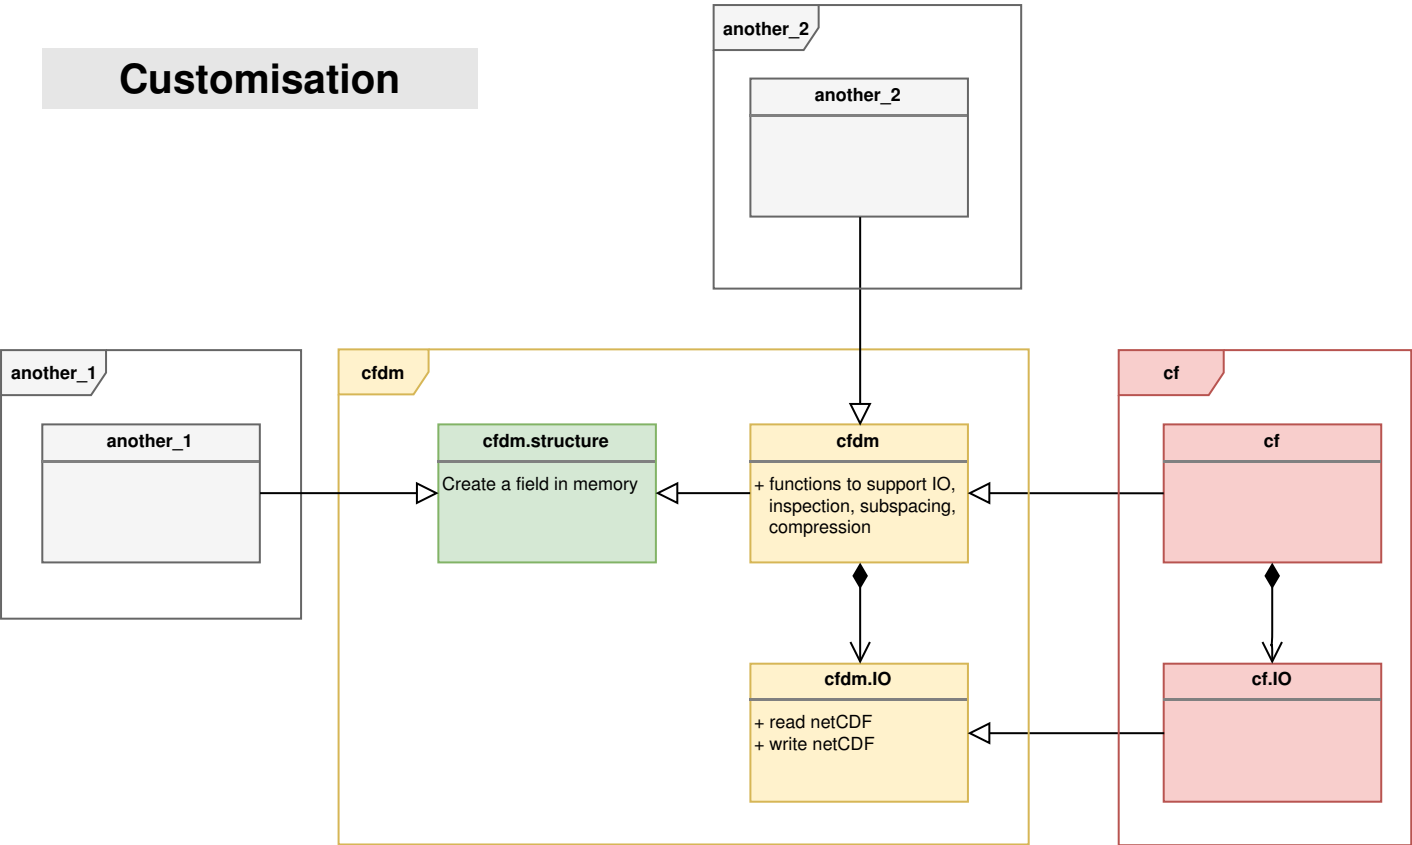 Customisation
another_2
another_2
another_1
another_1
cfdm
cfdm.structure
Create a field in memory
cfdm
+ functions to support IO,
inspection, subspacing,
compression
cfdm.IO
+ read netCDF
+ write netCDF
cf
cf
cf.IO